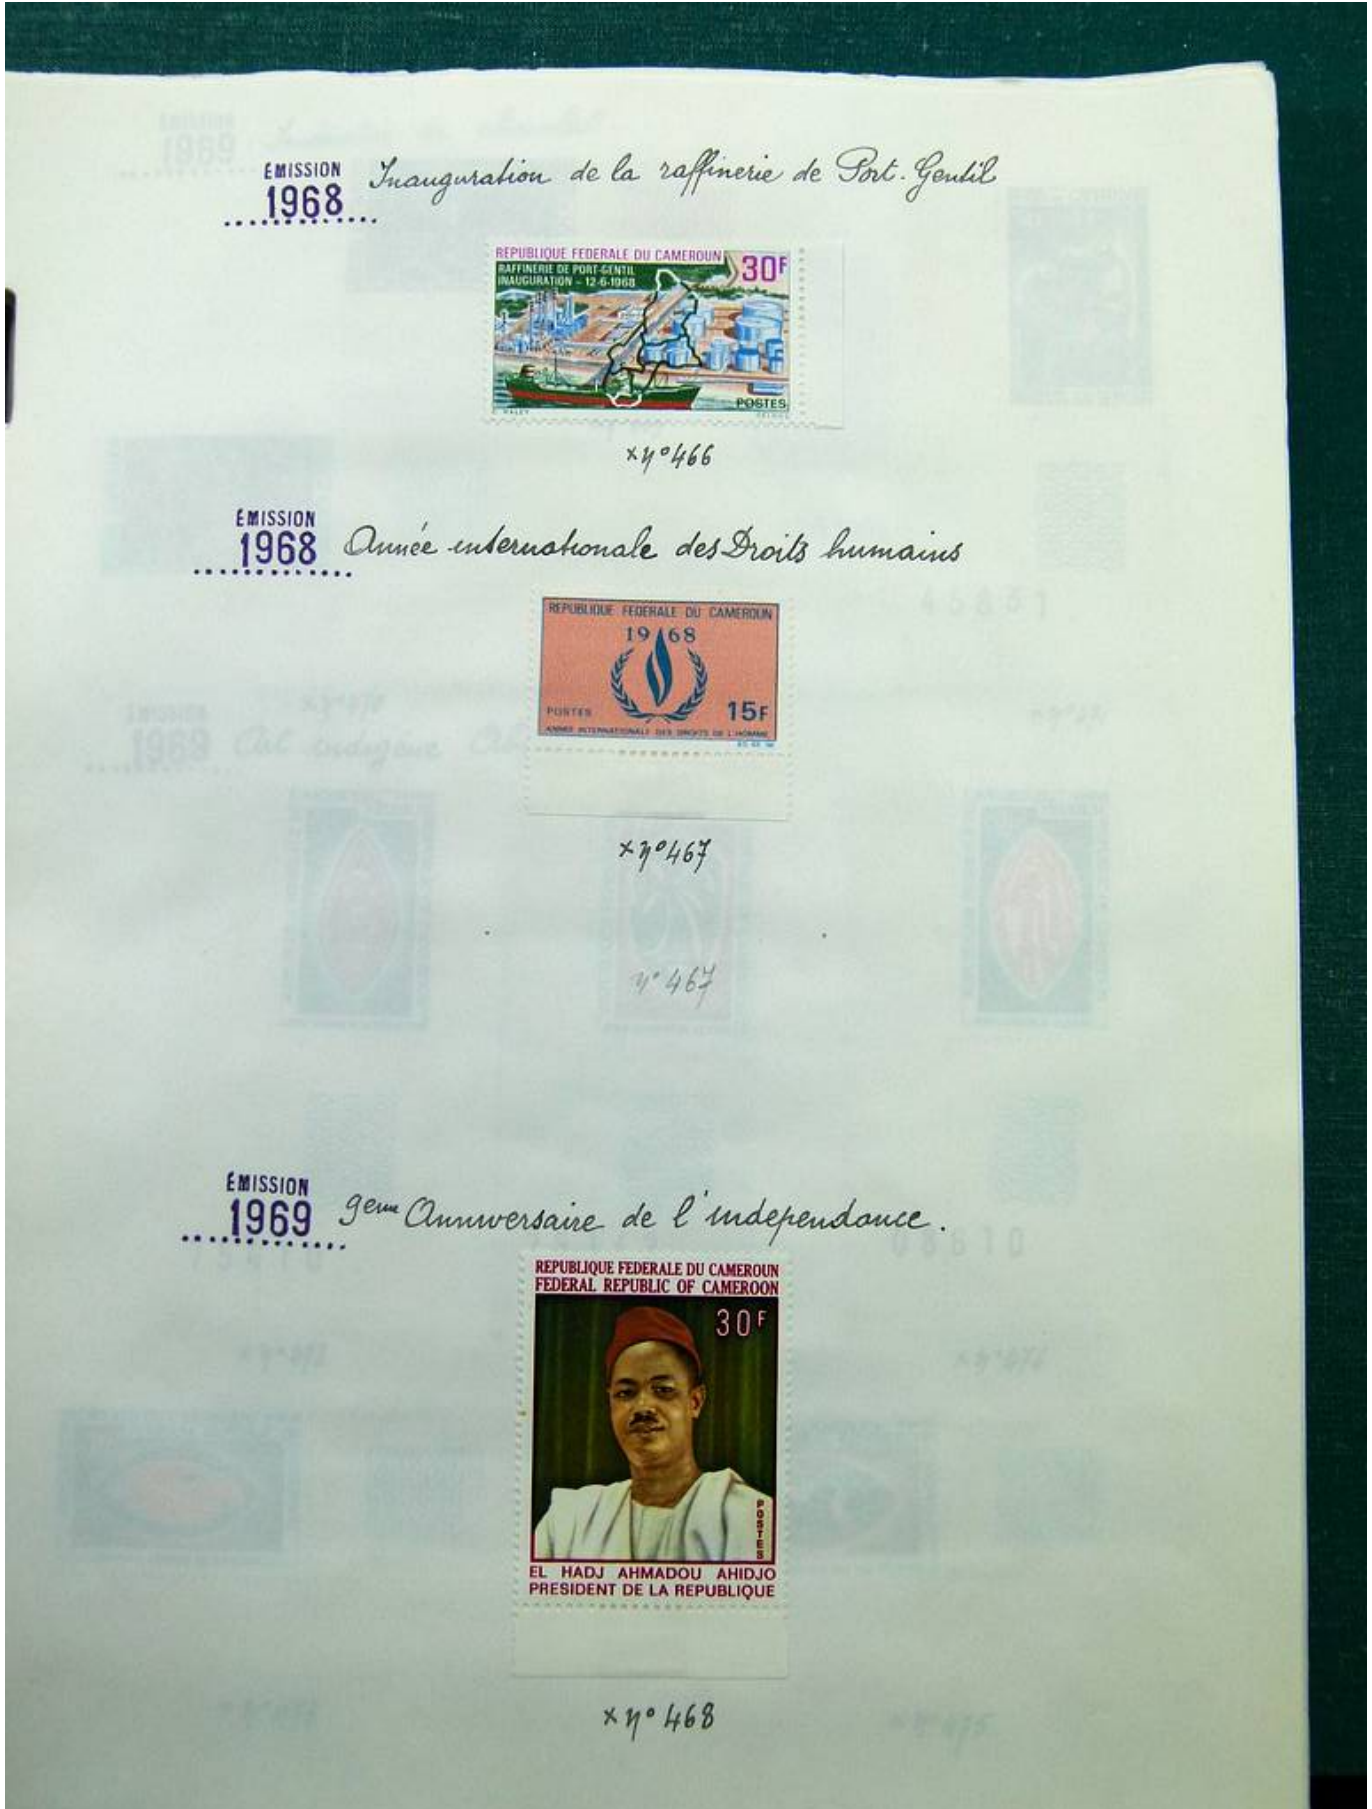 ÉMISSION
1968
Inauguration de la raffinerie de Port-Gentil
REPUBLIQUE FEDERALE DU CAMEROUN
30F
RAFFINERIE DE PORT-GENTIL
INAUGURATION - 12-6-1968
POSTES
x n° 466
ÉMISSION
1968
Année internationale des Droits humains
REPUBLIQUE FEDERALE DU CAMEROUN
1968
POSTES
15F
ANNEE INTERNATIONALE DES DROITS DE L'HOMME
x n° 467
n° 467
ÉMISSION
1969
9eme Anniversaire de l'independance.
REPUBLIQUE FEDERALE DU CAMEROUN
FEDERAL REPUBLIC OF CAMEROON
30F
POSTES
EL HADJ AHMADOU AHIDJO
PRESIDENT DE LA REPUBLIQUE
x n° 468